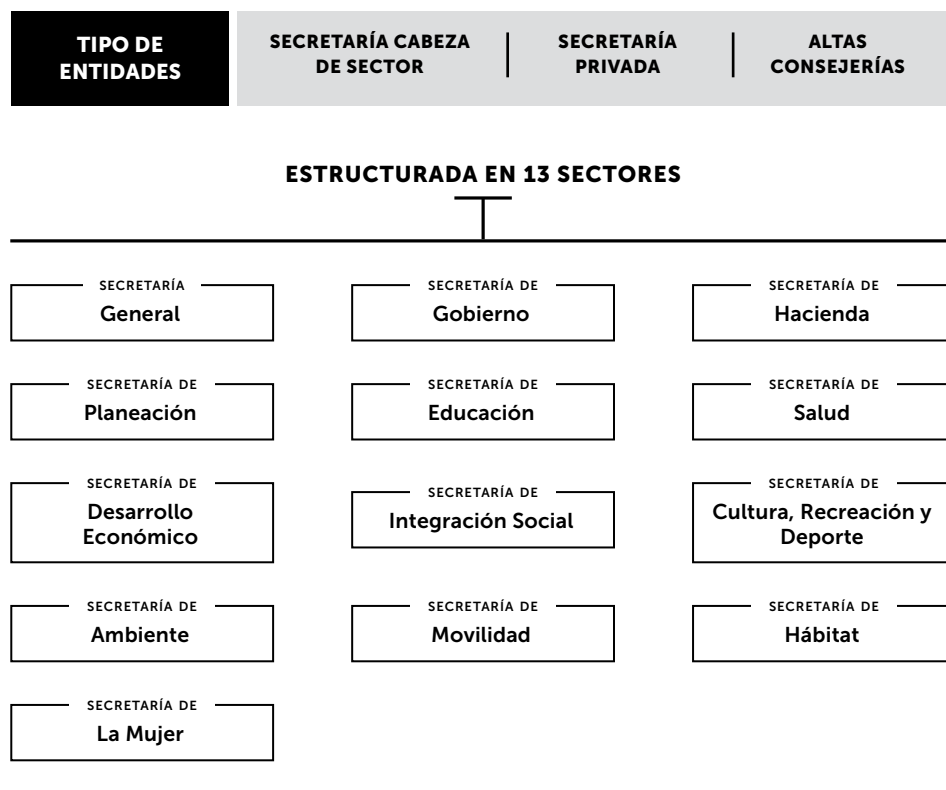 TIPO DE
ENTIDADES
SECRETARÍA CABEZA
DE SECTOR
SECRETARÍA
PRIVADA
ALTAS
CONSEJERÍAS
ESTRUCTURADA EN 13 SECTORES
SECRETARÍA
General
SECRETARÍA DE
Gobierno
SECRETARÍA DE
Hacienda
SECRETARÍA DE
Planeación
SECRETARÍA DE
Educación
SECRETARÍA DE
Salud
SECRETARÍA DE
Desarrollo
Económico
SECRETARÍA DE
Integración Social
SECRETARÍA DE
Cultura, Recreación y
Deporte
SECRETARÍA DE
Ambiente
SECRETARÍA DE
Movilidad
SECRETARÍA DE
Hábitat
SECRETARÍA DE
La Mujer